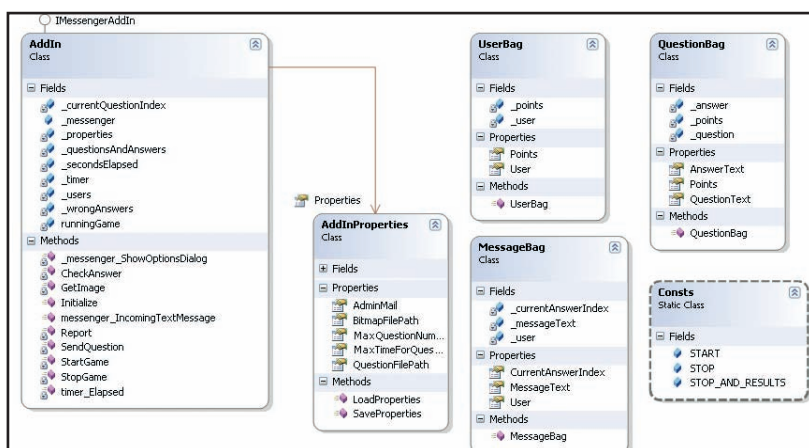 IMessengerAddIn
AddIn
Class
Fields
_currentQuestionIndex
_messenger
_properties
_questionsAndAnswers
_secondsElapsed
_timer
_users
_wrongAnswers
runningGame
Methods
_messenger_ShowOptionsDialog
CheckAnswer
GetImage
Initialize
messenger_IncomingTextMessage
Report
SendQuestion
StartGame
StopGame
timer_Elapsed
Properties
AddInProperties
Class
Fields
Properties
AdminMail
BitmapFilePath
MaxQuestionNum...
MaxTimeForQues...
QuestionFilePath
Methods
LoadProperties
SaveProperties
UserBag
Class
Fields
_points
_user
Properties
Points
User
Methods
UserBag
MessageBag
Class
Fields
_currentAnswerIndex
_messageText
_user
Properties
CurrentAnswerIndex
MessageText
User
Methods
MessageBag
QuestionBag
Class
Fields
_answer
_points
_question
Properties
AnswerText
Points
QuestionText
Methods
QuestionBag
Consts
Static Class
Fields
START
STOP
STOP_AND_RESULTS